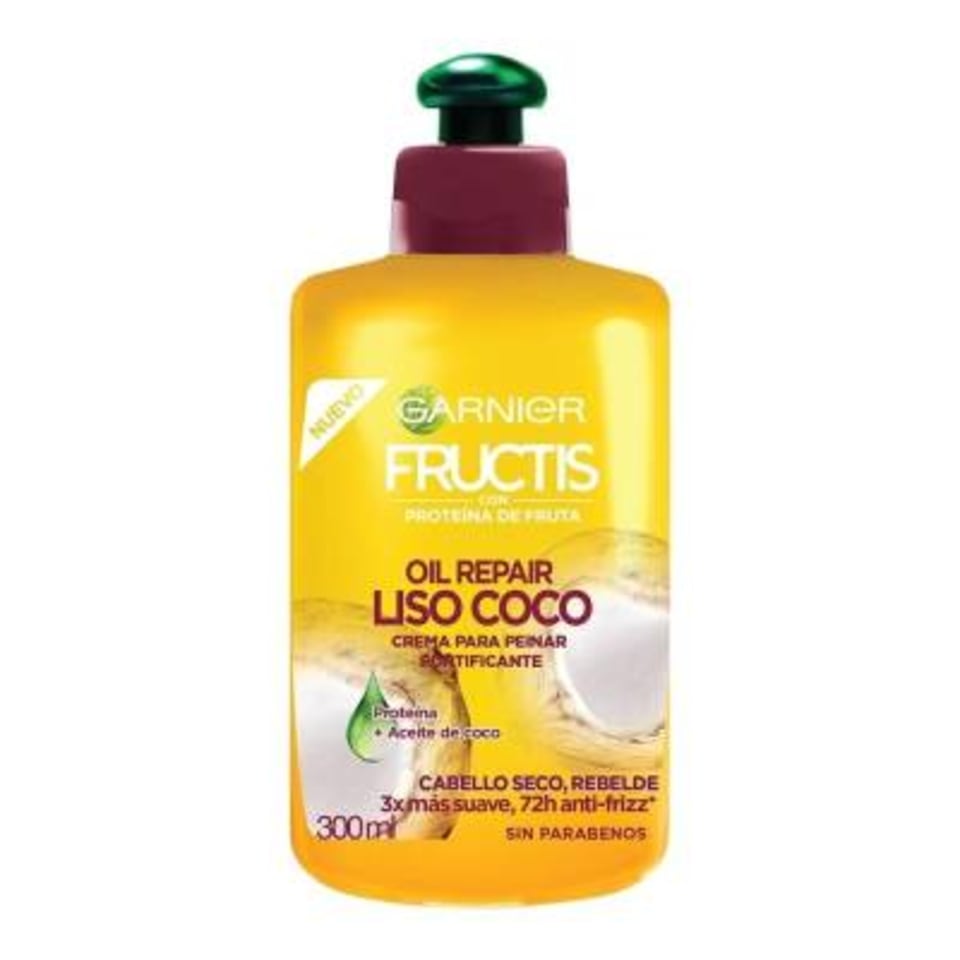 NUEVO
GARNIER
FRUCTIS
CON
PROTEÍNA DE FRUTA
OIL REPAIR
LISO COCO
CREMA PARA PEINAR
FORTIFICANTE
Proteína
+ Aceite de coco
CABELLO SECO, REBELDE
3x más suave, 72h anti-frizz*
300ml
SIN PARABENOS